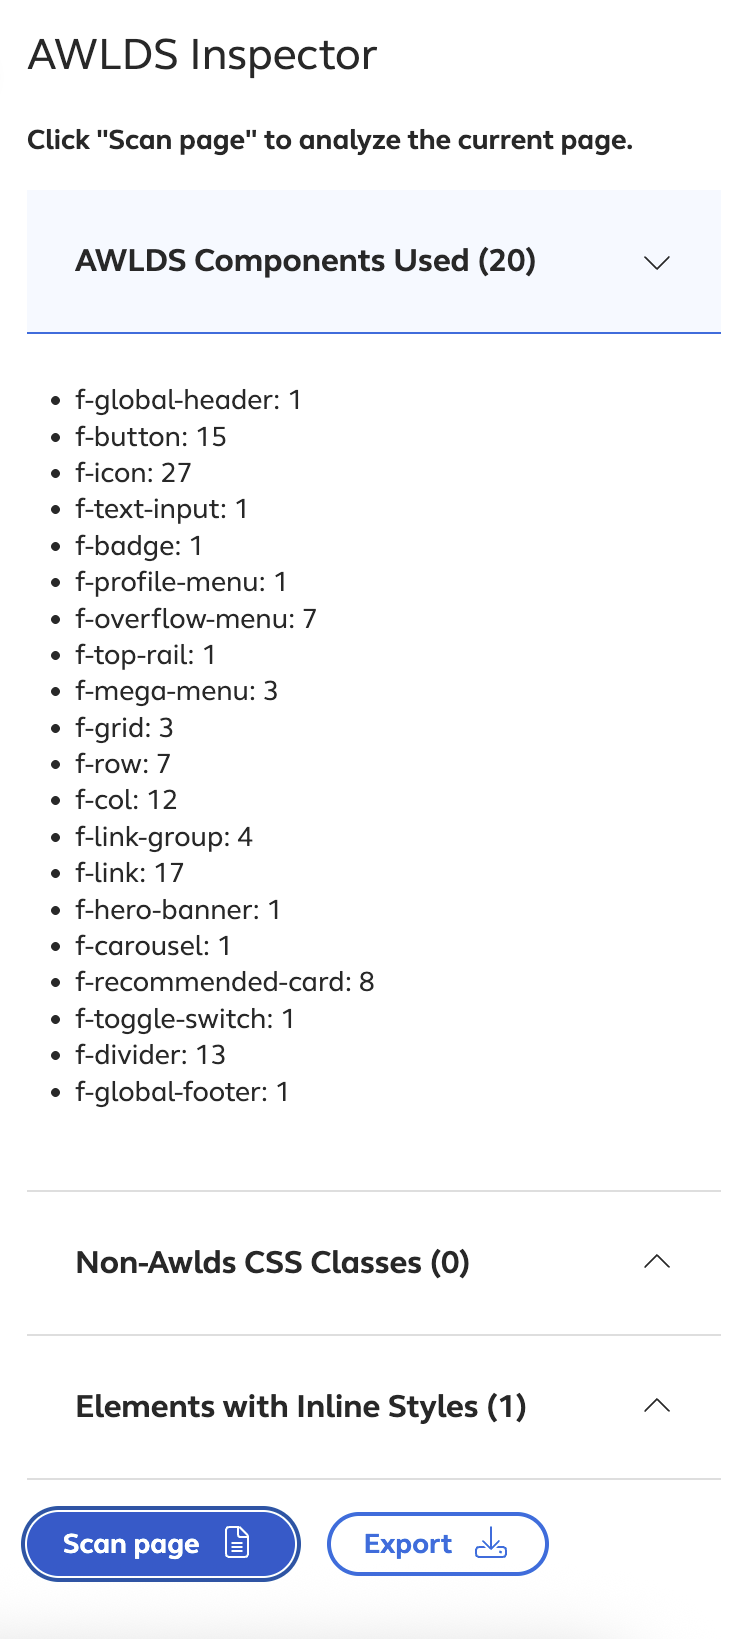 AWLDS Inspector
Click "Scan page" to analyze the current page.
AWLDS Components Used (20)
f-global-header: 1
f-button: 15
f-icon: 27
f-text-input: 1
f-badge: 1
f-profile-menu: 1
f-overflow-menu: 7
f-top-rail: 1
f-mega-menu: 3
f-grid: 3
f-row: 7
f-col: 12
f-link-group: 4
f-link: 17
f-hero-banner: 1
f-carousel: 1
f-recommended-card: 8
f-toggle-switch: 1
f-divider: 13
f-global-footer: 1
Non-Awlds CSS Classes (0)
Elements with Inline Styles (1)
Scan page
Export